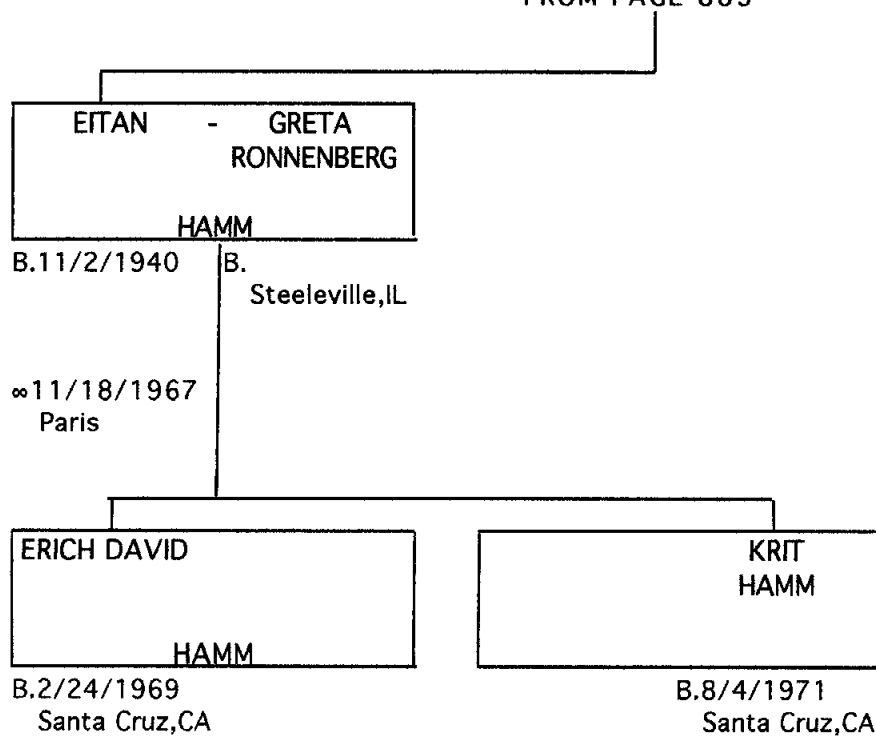 EITAN - GRETA
RONNENBERG
HAMM
B.11/2/1940 B.
Steeleville,IL
∞11/18/1967
Paris
ERICH DAVID
HAMM
B.2/24/1969
Santa Cruz,CA
KRIT
HAMM
B.8/4/1971
Santa Cruz,CA